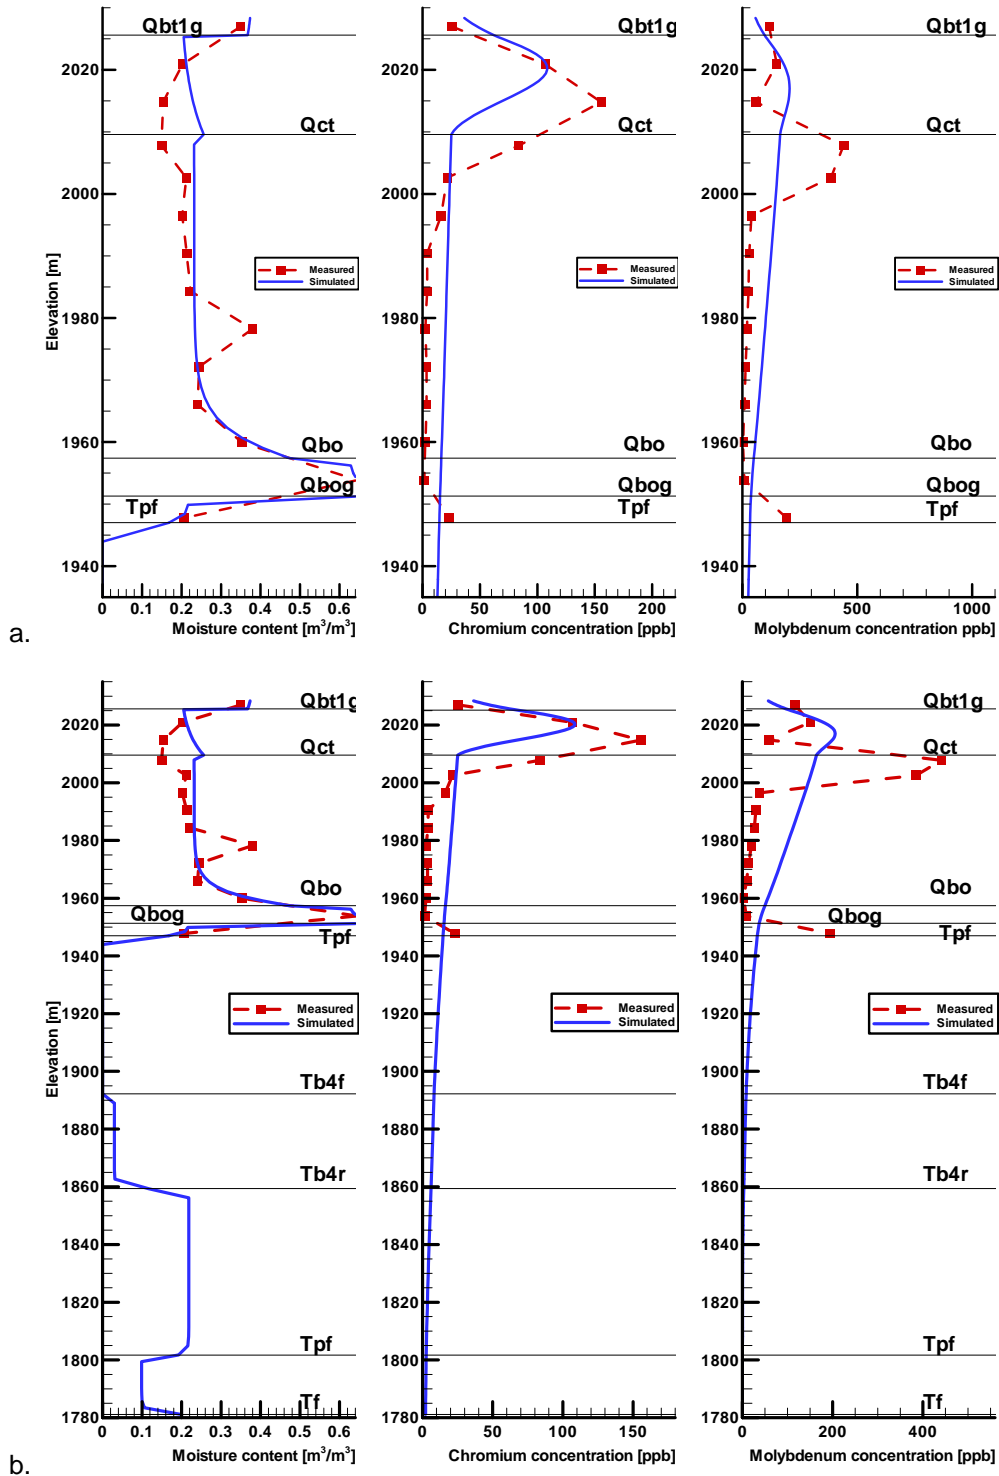 Qbt1g Qbt1g Qbt1g
2020 2020 2020
Qct Qct Qct
2000 2000 2000
Elevation [m]
Measured Measured Measured
Simulated Simulated Simulated
1980 1980 1980
1960 Qbo 1960 Qbo 1960 Qbo
Qbog Qbog Qbog
Tpf Tpf Tpf
1940 1940 1940
0 0.1 0.2 0.3 0.4 0.5 0.6 0 50 100 150 200 0 500 1000
Moisture content [m³/m³] Chromium concentration [ppb] Molybdenum concentration ppb]
a.
Qbt1g Qbt1g
2020 2020 2020
Qct Qct
2000 2000 2000
1980 1980 1980
1960 Qbo 1960 1960 Qbo
Qbog Qbog
Tpf Tpf
1940 1940 1940
Elevation [m]
Measured Measured Measured
1920 Simulated 1920 Simulated 1920 Simulated
1900 Tb4f 1900 1900 Tb4f
1880 1880 1880
Tb4r Tb4r
1860 1860 1860
1840 1840 1840
1820 1820 1820
Tpf Tpf
1800 1800 1800
Tf Tf
1780 1780 1780
0 0.1 0.2 0.3 0.4 0.5 0.6 0 50 100 150 0 200 400
Moisture content [m³/m³] Chromium concentration [ppb] Molybdenum concentration [ppb]
b.